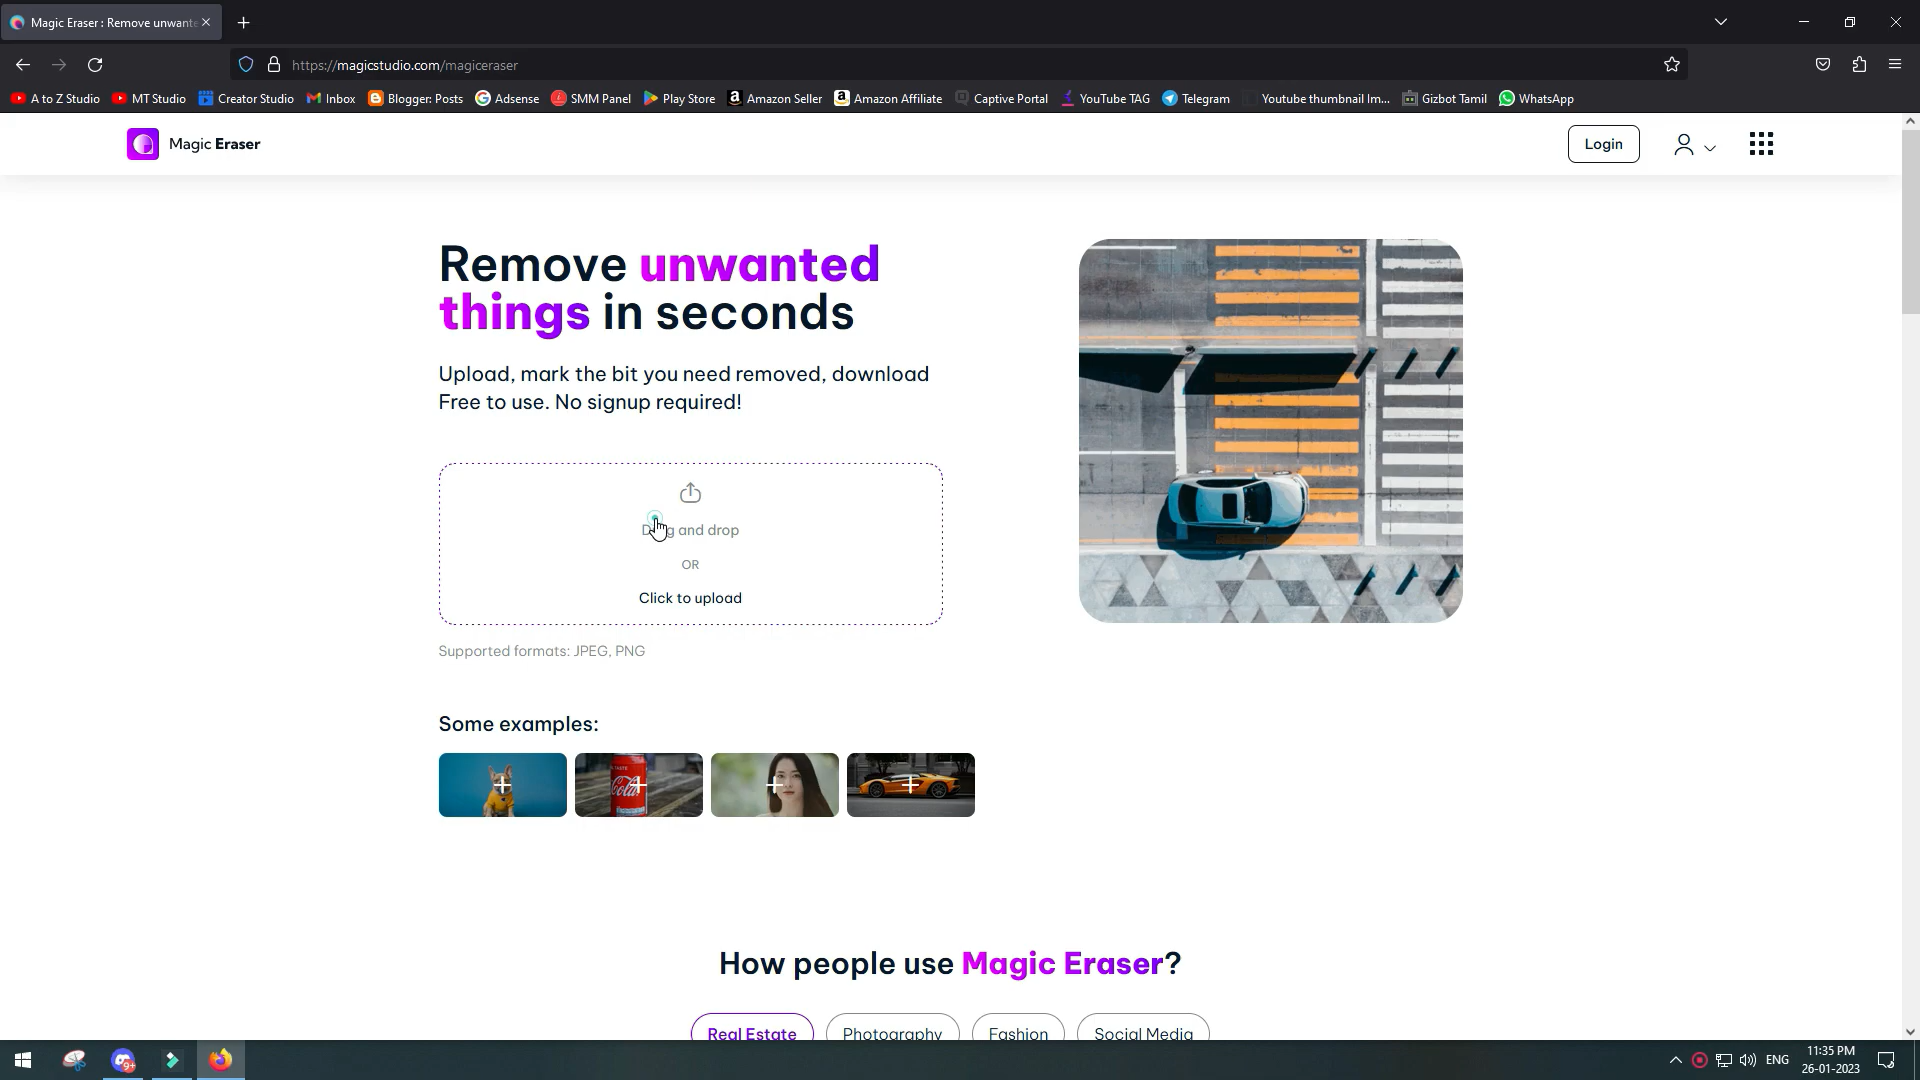 Magic Eraser : Remove unwante
https://magicstudio.com/magiceraser
A to Z Studio MT Studio Creator Studio Inbox Blogger: Posts Adsense SMM Panel Play Store Amazon Seller Amazon Affiliate Captive Portal YouTube TAG Telegram Youtube thumbnail Im... Gizbot Tamil WhatsApp
Magic Eraser
Login
Remove unwanted
things in seconds
Upload, mark the bit you need removed, download
Free to use. No signup required!
and drop
OR
Click to upload
Supported formats: JPEG, PNG
Some examples:
Cola
How people use Magic Eraser?
Real Estate Photography Fashion Social Media
9+
ENG
11:35 PM
26-01-2023